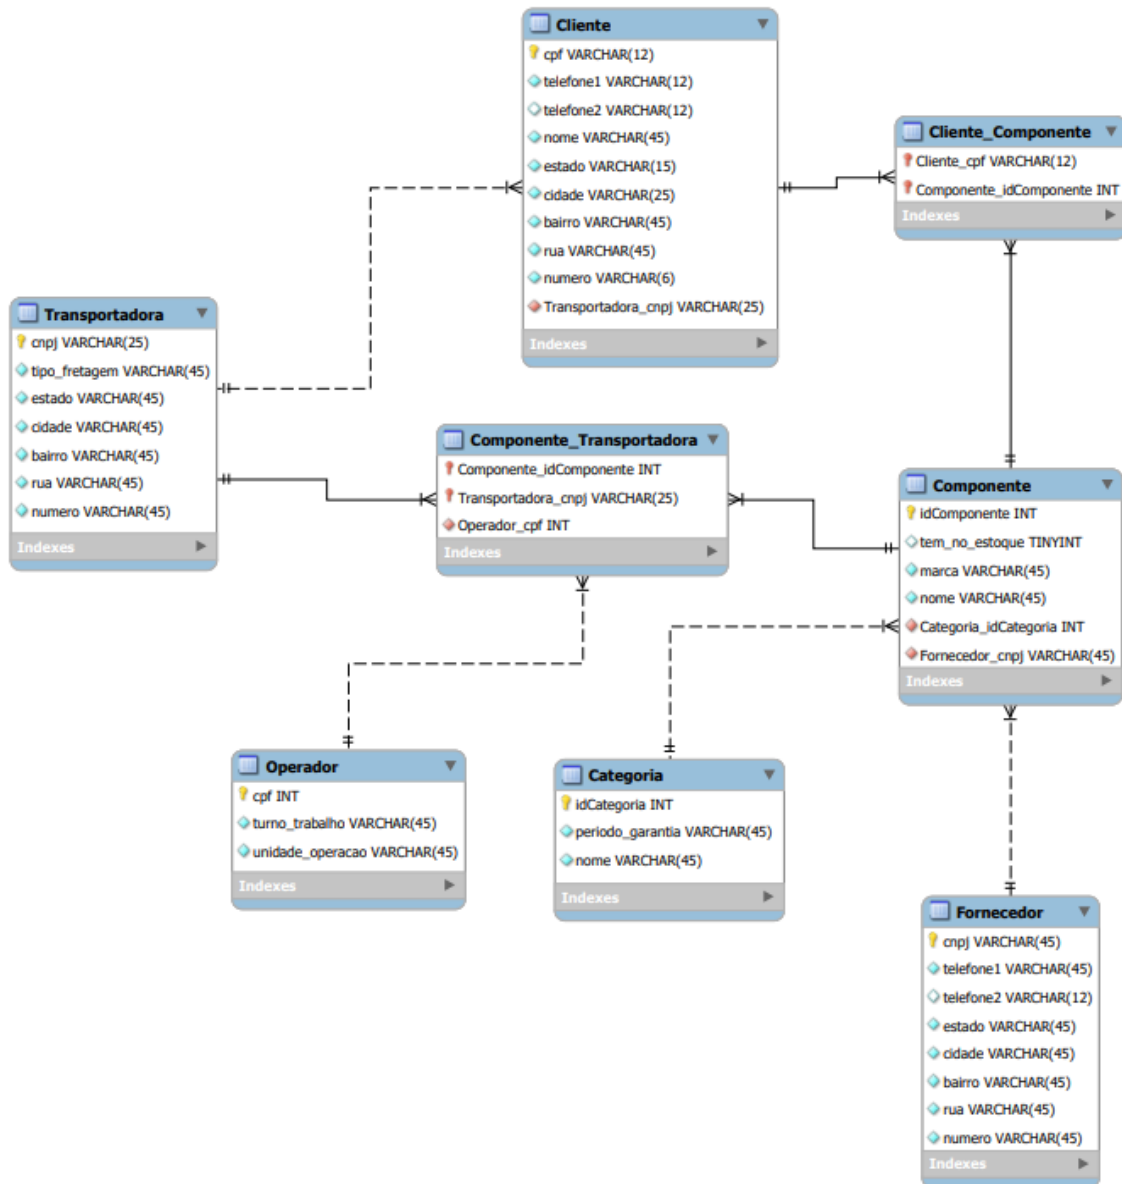 Cliente
cpf VARCHAR(12)
telefone1 VARCHAR(12)
telefone2 VARCHAR(12)
nome VARCHAR(45)
estado VARCHAR(15)
cidade VARCHAR(25)
bairro VARCHAR(45)
rua VARCHAR(45)
numero VARCHAR(6)
Transportadora_cnpj VARCHAR(25)
Indexes
Cliente_Componente
Cliente_cpf VARCHAR(12)
Componente_idComponente INT
Indexes
Transportadora
cnpj VARCHAR(25)
tipo_fretagem VARCHAR(45)
estado VARCHAR(45)
cidade VARCHAR(45)
bairro VARCHAR(45)
rua VARCHAR(45)
numero VARCHAR(45)
Indexes
Componente_Transportadora
Componente_idComponente INT
Transportadora_cnpj VARCHAR(25)
Operador_cpf INT
Indexes
Componente
idComponente INT
tem_no_estoque TINYINT
marca VARCHAR(45)
nome VARCHAR(45)
Categoria_idCategoria INT
Fornecedor_cnpj VARCHAR(45)
Indexes
Operador
cpf INT
turno_trabalho VARCHAR(45)
unidade_operacao VARCHAR(45)
Indexes
Categoria
idCategoria INT
periodo_garantia VARCHAR(45)
nome VARCHAR(45)
Indexes
Fornecedor
cnpj VARCHAR(45)
telefone1 VARCHAR(45)
telefone2 VARCHAR(12)
estado VARCHAR(45)
cidade VARCHAR(45)
bairro VARCHAR(45)
rua VARCHAR(45)
numero VARCHAR(45)
Indexes